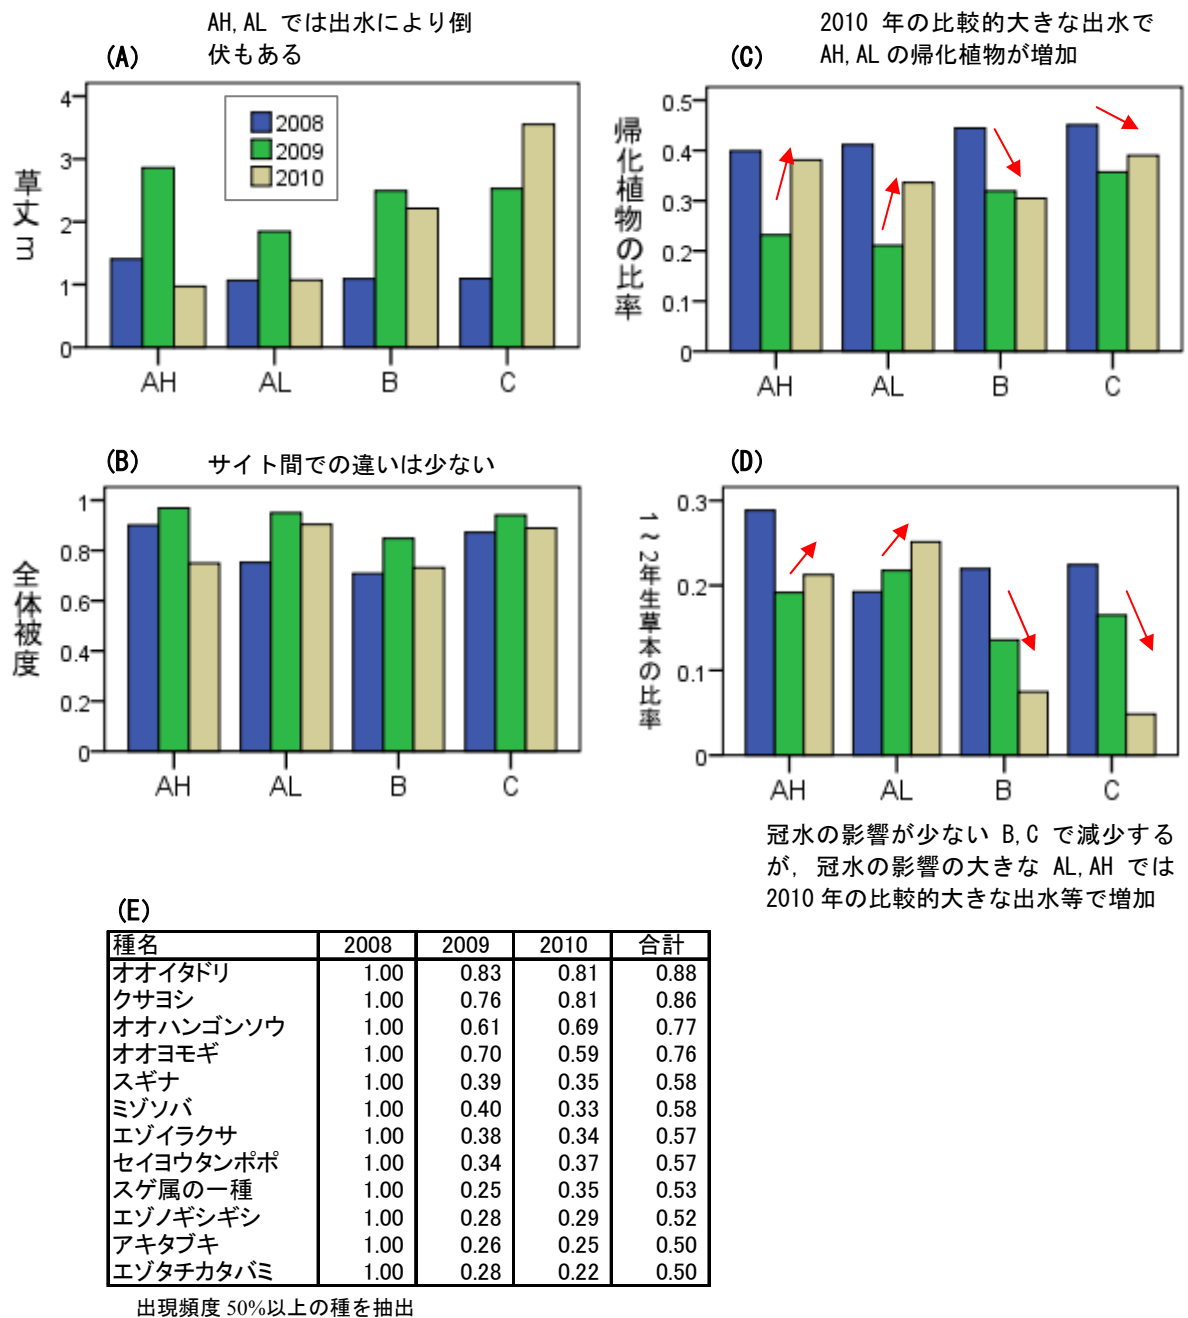 AH,AL では出水により倒
伏もある
(A)
4
3
2
1
0
草丈 m
2008
2009
2010
AH AL B C
2010 年の比較的大きな出水で
AH,AL の帰化植物が増加
(C)
0.5
0.4
0.3
0.2
0.1
0
帰化植物の比率
AH AL B C
(B) サイト間での違いは少ない
1
0.8
0.6
0.4
0.2
0
全体被度
AH AL B C
(D)
0.3
0.2
0.1
0
1~2年生草本の比率
AH AL B C
冠水の影響が少ない B,C で減少する
が, 冠水の影響の大きな AL,AH では
2010 年の比較的大きな出水等で増加
(E)
種名 2008 2009 2010 合計
オオイタドリ 1.00 0.83 0.81 0.88
クサヨシ 1.00 0.76 0.81 0.86
オオハンゴンソウ 1.00 0.61 0.69 0.77
オオヨモギ 1.00 0.70 0.59 0.76
スギナ 1.00 0.39 0.35 0.58
ミゾソバ 1.00 0.40 0.33 0.58
エゾイラクサ 1.00 0.38 0.34 0.57
セイヨウタンポポ 1.00 0.34 0.37 0.57
スゲ属の一種 1.00 0.25 0.35 0.53
エゾノギシギシ 1.00 0.28 0.29 0.52
アキタブキ 1.00 0.26 0.25 0.50
エゾタチカタバミ 1.00 0.28 0.22 0.50
出現頻度 50%以上の種を抽出